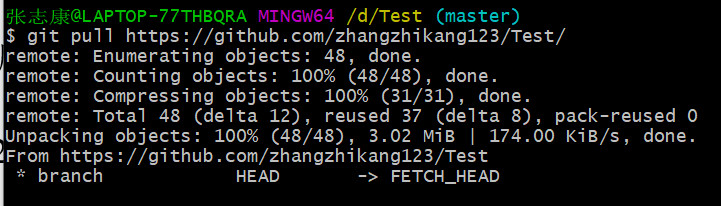 张志康@LAPTOP-77THBQRA MINGW64 /d/Test (master)
$ git pull https://github.com/zhangzhikang123/Test/
remote: Enumerating objects: 48, done.
remote: Counting objects: 100% (48/48), done.
remote: Compressing objects: 100% (31/31), done.
remote: Total 48 (delta 12), reused 37 (delta 8), pack-reused 0
Unpacking objects: 100% (48/48), 3.02 MiB | 174.00 KiB/s, done.
From https://github.com/zhangzhikang123/Test
 * branch            HEAD       -> FETCH_HEAD